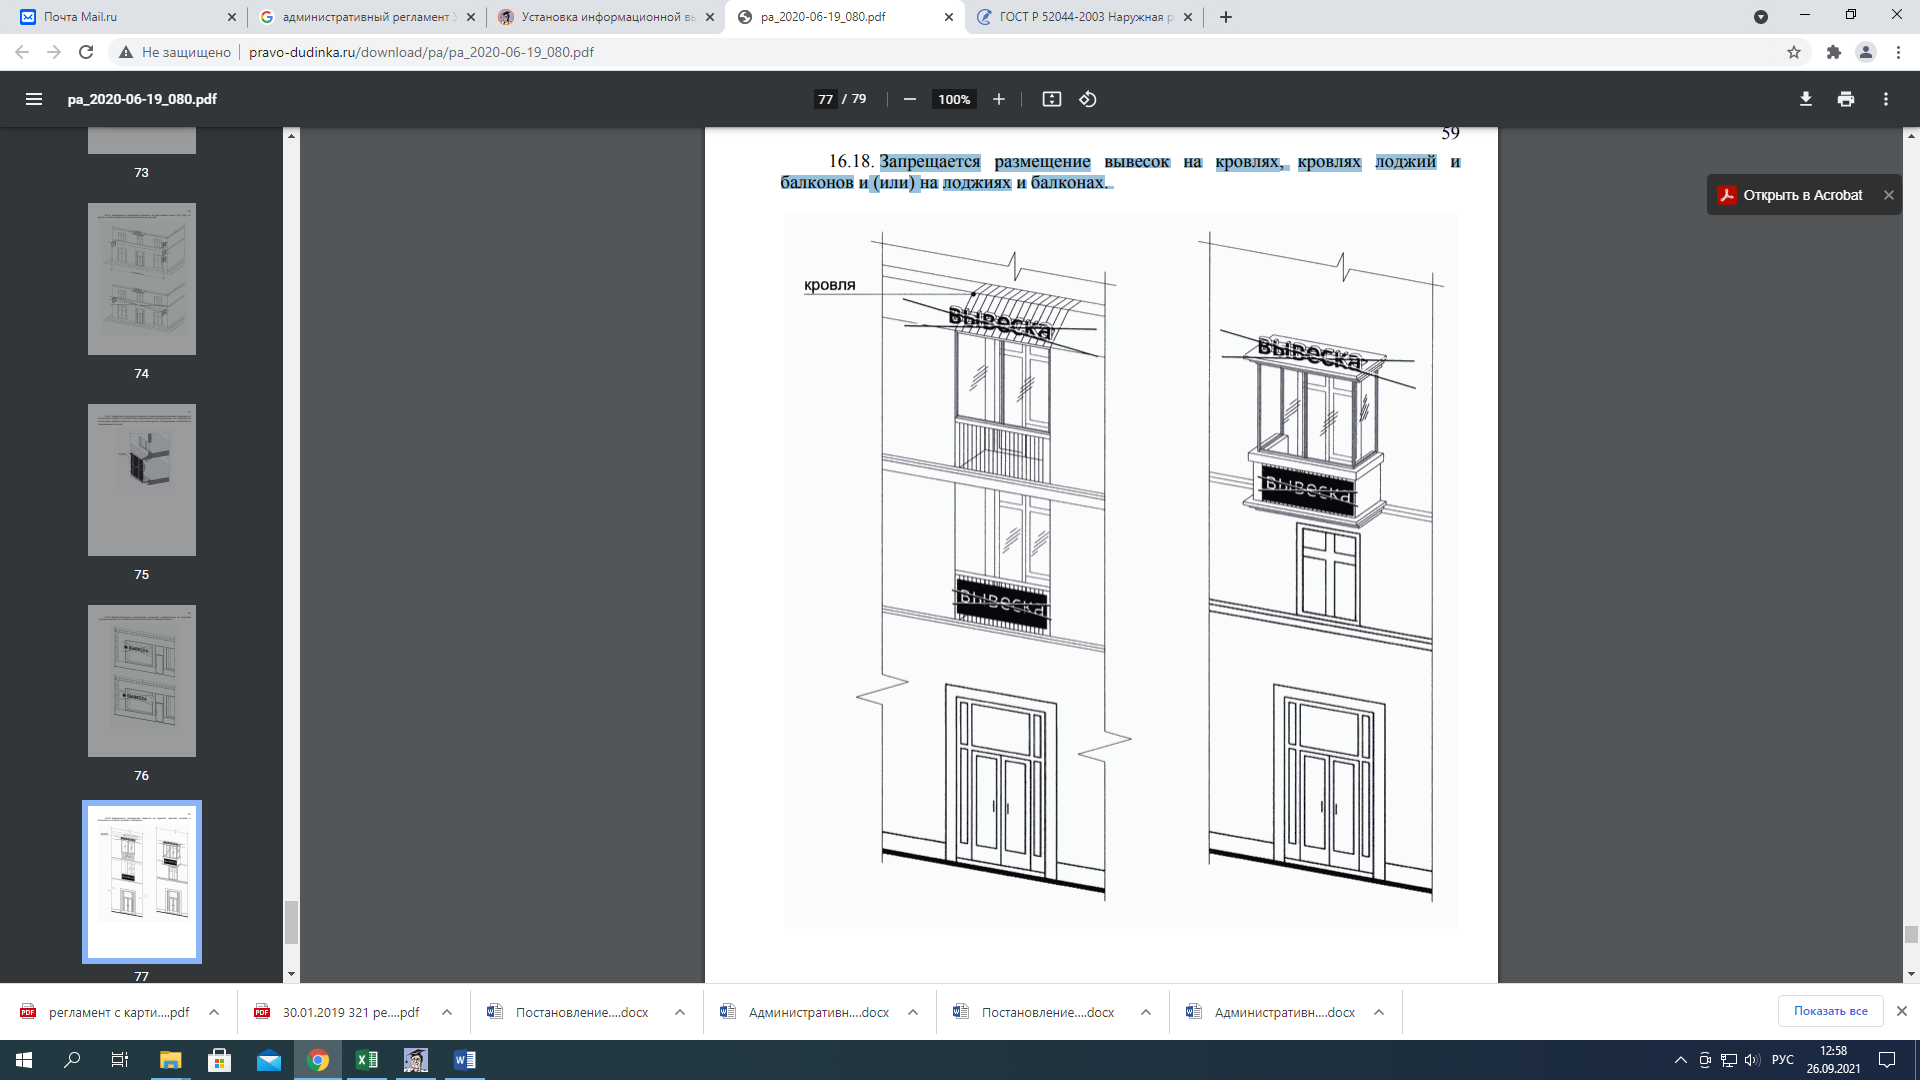 Почта Mail.ru
административный регламент У
Установка информационной вы
pa_2020-06-19_080.pdf
ГОСТ Р 52044-2003 Наружная р
Не защищено
pravo-dudinka.ru/download/pa/pa_2020-06-19_080.pdf
pa_2020-06-19_080.pdf
77 / 79
100%
Открыть в Acrobat
73
74
75
76
77
59
16.18. Запрещается размещение вывесок на кровлях, кровлях лоджий и
балконов и (или) на лоджиях и балконах.
кровля
вывеска
вывеска
вывеска
вывеска
регламент с карти....pdf
30.01.2019 321 ре....pdf
Постановление....docx
Административн....docx
Постановление....docx
Административн....docx
Показать все
РУС
12:58
26.09.2021